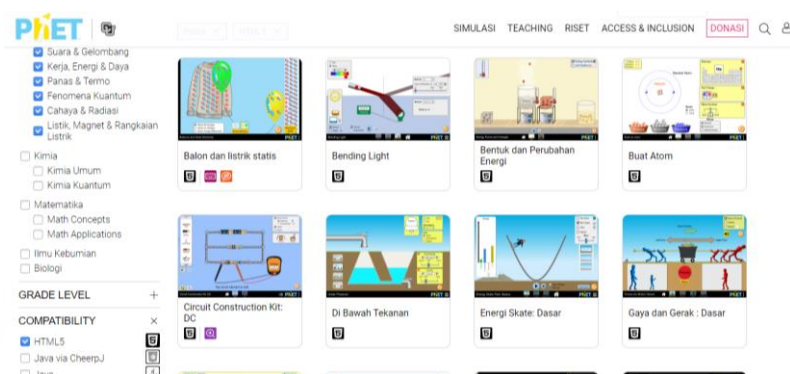 PhET
SIMULASI TEACHING RISET ACCESS & INCLUSION DONASI
Suara & Gelombang
Kerja, Energi & Daya
Panas & Termo
Fenomena Kuantum
Cahaya & Radiasi
Listik, Magnet & Rangkaian
Listrik
Kimia
Kimia Umum
Kimia Kuantum
Matematika
Math Concepts
Math Applications
Ilmu Kebumian
Biologi
GRADE LEVEL +
COMPATIBILITY ×
HTML5
Java via CheerpJ
Balon dan listrik statis
Bending Light
Bentuk dan Perubahan
Energi
Buat Atom
Circuit Construction Kit:
DC
Di Bawah Tekanan
Energi Skate: Dasar
Gaya dan Gerak : Dasar